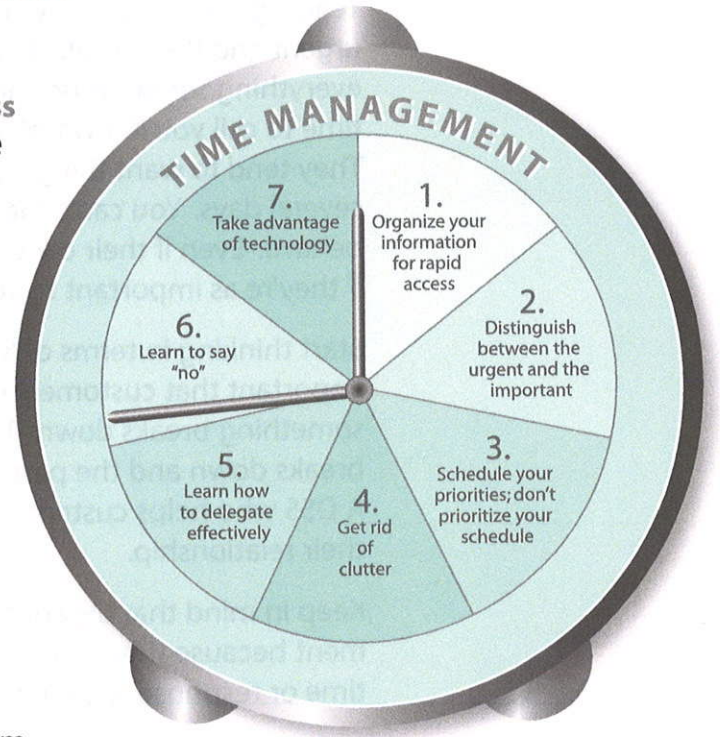 TIME MANAGEMENT
1.
Organize your
information
for rapid
access
2.
Distinguish
between the
urgent and the
important
3.
Schedule your
priorities; don't
prioritize your
schedule
4.
Get rid
of
clutter
5.
Learn how
to delegate
effectively
6.
Learn to say
"no"
7.
Take advantage
of technology